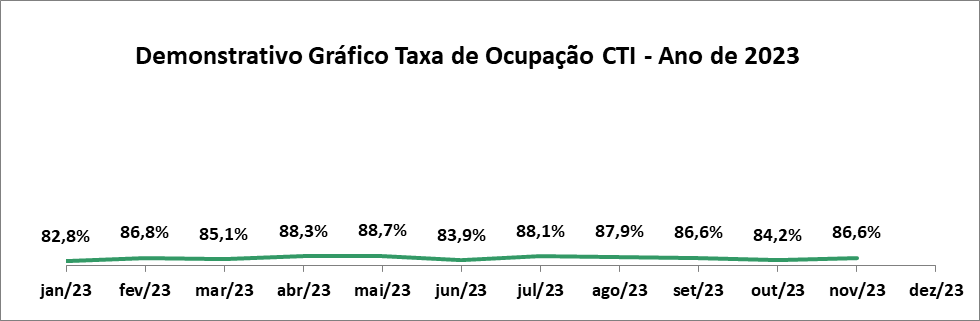 Demonstrativo Gráfico Taxa de Ocupação CTI - Ano de 2023
82,8% 86,8% 85,1% 88,3% 88,7% 83,9% 88,1% 87,9% 86,6% 84,2% 86,6%
jan/23 fev/23 mar/23 abr/23 mai/23 jun/23 jul/23 ago/23 set/23 out/23 nov/23 dez/23